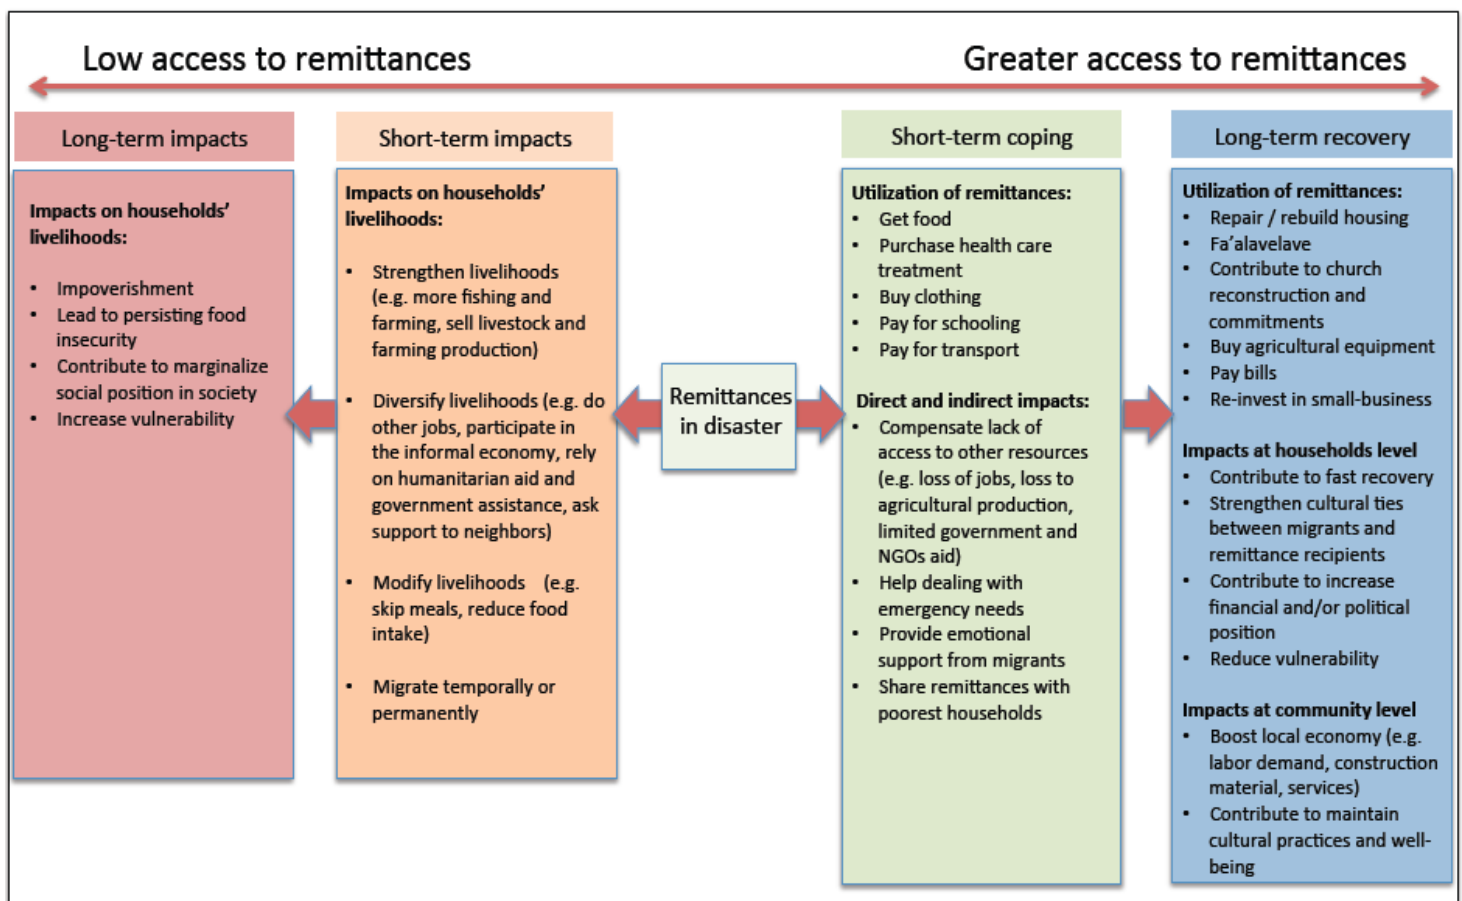 Low access to remittances
Greater access to remittances
Long-term impacts
Impacts on households’
livelihoods:
• Impoverishment
• Lead to persisting food
insecurity
• Contribute to marginalize
social position in society
• Increase vulnerability
Short-term impacts
Impacts on households’
livelihoods:
• Strengthen livelihoods
(e.g. more fishing and
farming, sell livestock and
farming production)
• Diversify livelihoods (e.g. do
other jobs, participate in
the informal economy, rely
on humanitarian aid and
government assistance, ask
support to neighbors)
• Modify livelihoods (e.g.
skip meals, reduce food
intake)
• Migrate temporally or
permanently
Remittances
in disaster
Short-term coping
Utilization of remittances:
• Get food
• Purchase health care
treatment
• Buy clothing
• Pay for schooling
• Pay for transport
Direct and indirect impacts:
• Compensate lack of
access to other resources
(e.g. loss of jobs, loss to
agricultural production,
limited government and
NGOs aid)
• Help dealing with
emergency needs
• Provide emotional
support from migrants
• Share remittances with
poorest households
Long-term recovery
Utilization of remittances:
• Repair / rebuild housing
• Fa’alavelave
• Contribute to church
reconstruction and
commitments
• Buy agricultural equipment
• Pay bills
• Re-invest in small-business
Impacts at households level
• Contribute to fast recovery
• Strengthen cultural ties
between migrants and
remittance recipients
• Contribute to increase
financial and/or political
position
• Reduce vulnerability
Impacts at community level
• Boost local economy (e.g.
labor demand, construction
material, services)
• Contribute to maintain
cultural practices and well-
being